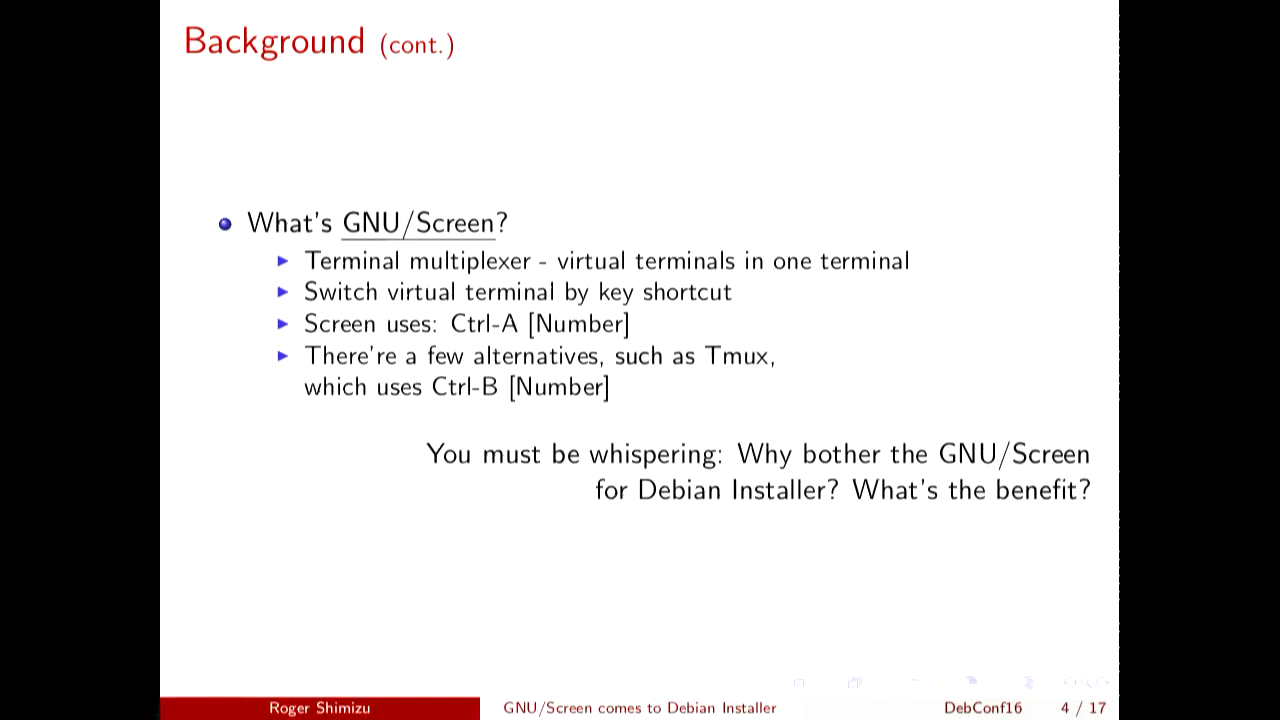 Background (cont.)
What's GNU/Screen?
Terminal multiplexer - virtual terminals in one terminal
Switch virtual terminal by key shortcut
Screen uses: Ctrl-A [Number]
There're a few alternatives, such as Tmux,
which uses Ctrl-B [Number]
You must be whispering: Why bother the GNU/Screen
for Debian Installer? What's the benefit?
Roger Shimizu GNU/Screen comes to Debian Installer DebConf16 4 / 17